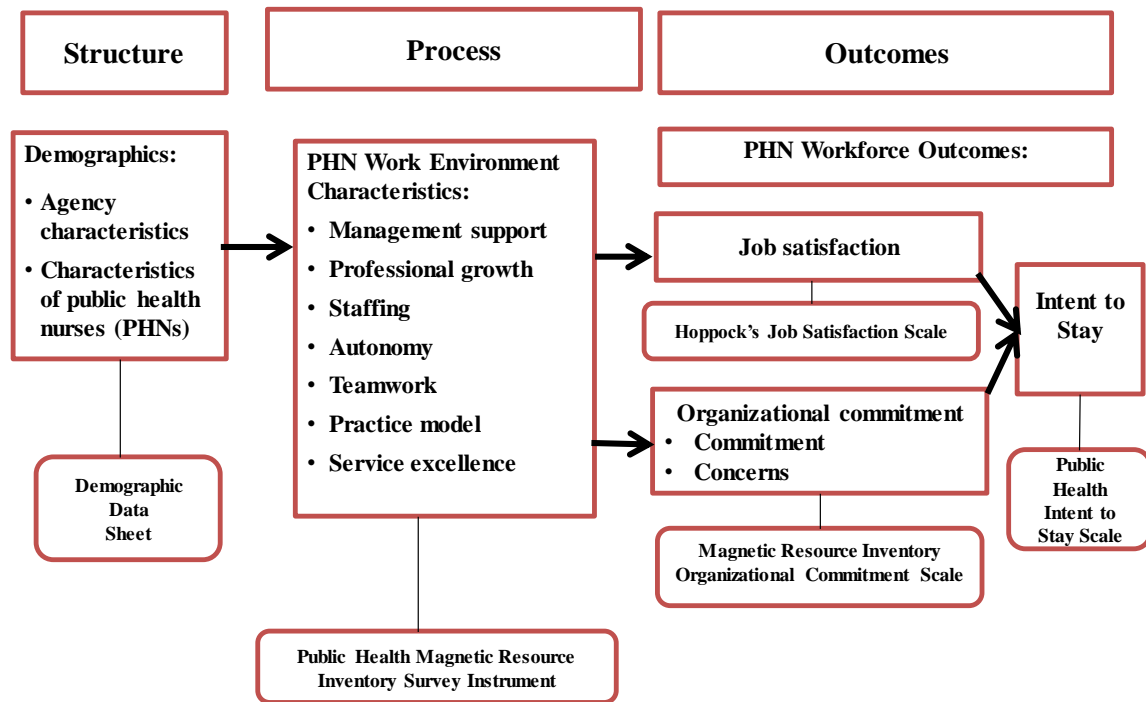 Structure
Process
Outcomes
Demographics:
• Agency
characteristics
• Characteristics
of public health
nurses (PHNs)
Demographic
Data
Sheet
PHN Work Environment
Characteristics:
• Management support
• Professional growth
• Staffing
• Autonomy
• Teamwork
• Practice model
• Service excellence
Public Health Magnetic Resource
Inventory Survey Instrument
PHN Workforce Outcomes:
Job satisfaction
Hoppock's Job Satisfaction Scale
Organizational commitment
• Commitment
• Concerns
Magnetic Resource Inventory
Organizational Commitment Scale
Intent to
Stay
Public
Health
Intent to
Stay Scale